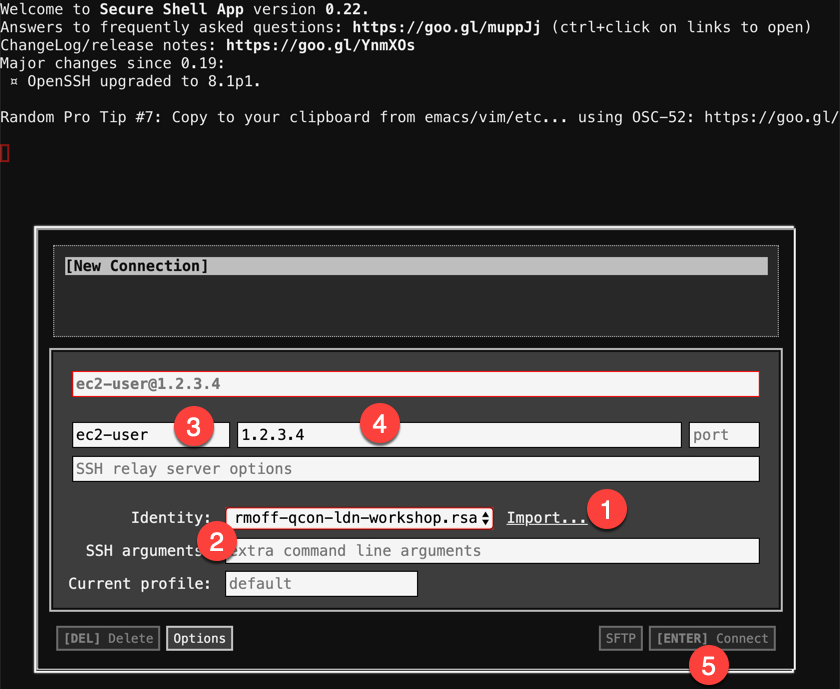 Welcome to Secure Shell App version 0.22.
Answers to frequently asked questions: https://goo.gl/muppJj (ctrl+click on links to open)
ChangeLog/release notes: https://goo.gl/YnmXOs
Major changes since 0.19:
¤ OpenSSH upgraded to 8.1p1.
Random Pro Tip #7: Copy to your clipboard from emacs/vim/etc... using OSC-52: https://goo.gl/
[New Connection]
ec2-user@1.2.3.4
ec2-user 3 1.2.3.4 4 port
SSH relay server options
Identity: rmoff-qcon-ldn-workshop.rsa Import... 1
2
SSH arguments extra command line arguments
Current profile: default
[DEL] Delete Options SFTP [ENTER] Connect
5